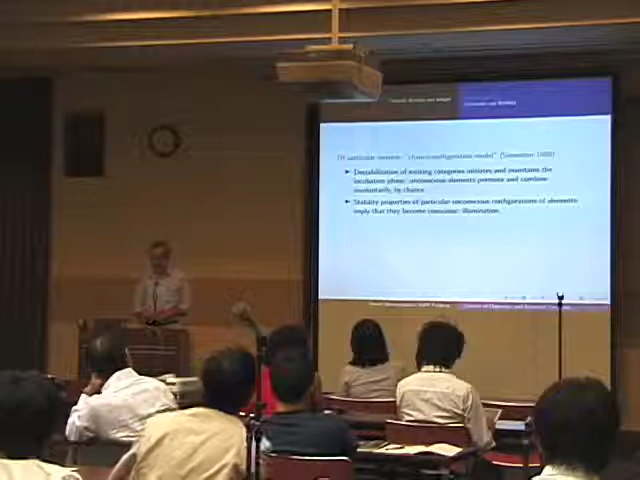 Of particular interest: "chance-configuration model" (Simonton 1988)
Destabilization of existing categories initiates and maintains the
incubation phase: unconscious elements permute and combine
involuntarily, by chance
Stability properties of particular unconscious configurations of elements
imply that they become conscious: illumination.